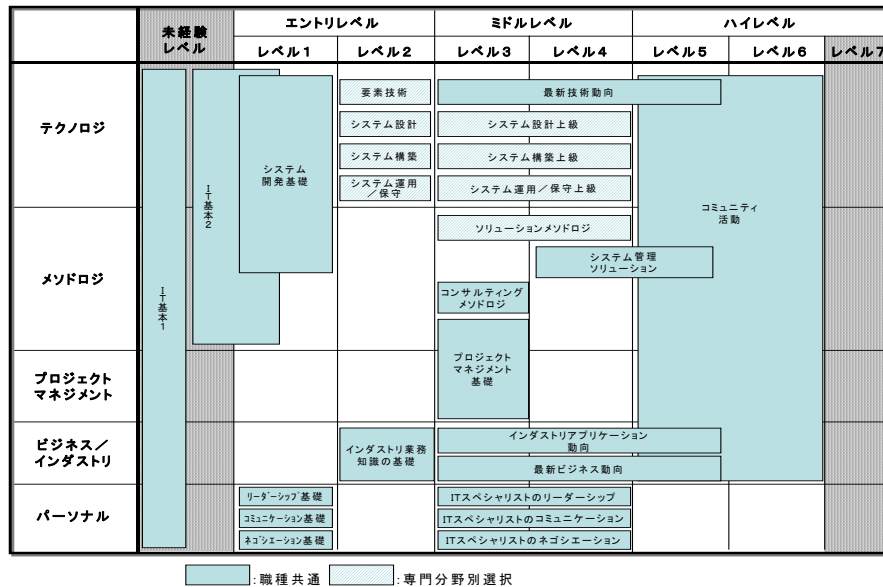 未経験
レベル
エントリレベル
ミドルレベル
ハイレベル
レベル1
レベル2
レベル3
レベル4
レベル5
レベル6
レベル7
テクノロジ
メソドロジ
プロジェクト
マネジメント
ビジネス/
インダストリ
パーソナル
IT基本1
IT基本2
システム
開発基礎
要素技術
システム設計
システム構築
システム運用
/保守
最新技術動向
システム設計上級
システム構築上級
システム運用/保守上級
ソリューションメソドロジ
システム管理
ソリューション
コンサルティング
メソドロジ
プロジェクト
マネジメント
基礎
コミュニティ
活動
インダストリ業務
知識の基礎
インダストリアプリケーション
動向
最新ビジネス動向
リーダーシップ基礎
コミュニケーション基礎
ネゴシエーション基礎
ITスペシャリストのリーダーシップ
ITスペシャリストのコミュニケーション
ITスペシャリストのネゴシエーション
:職種共通
:専門分野別選択